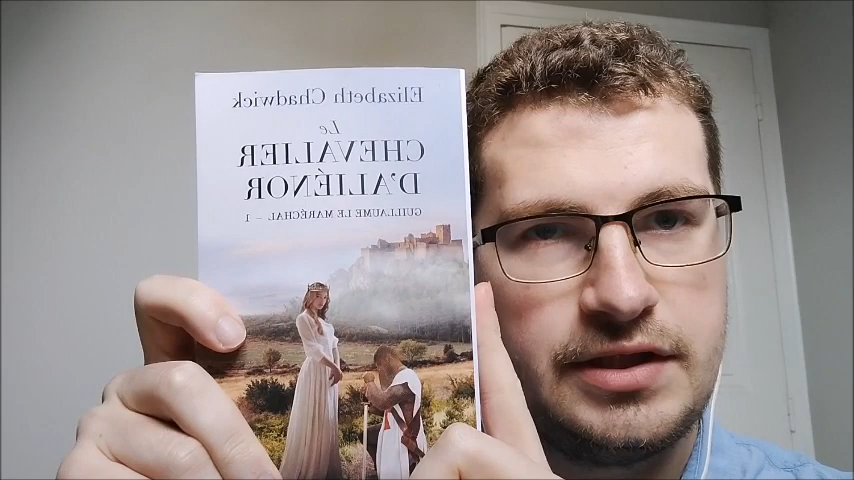 Elizabeth Chadwick
Le
CHEVALIER
D'ALIÉNOR
GUILLAUME LE MARÉCHAL – 1